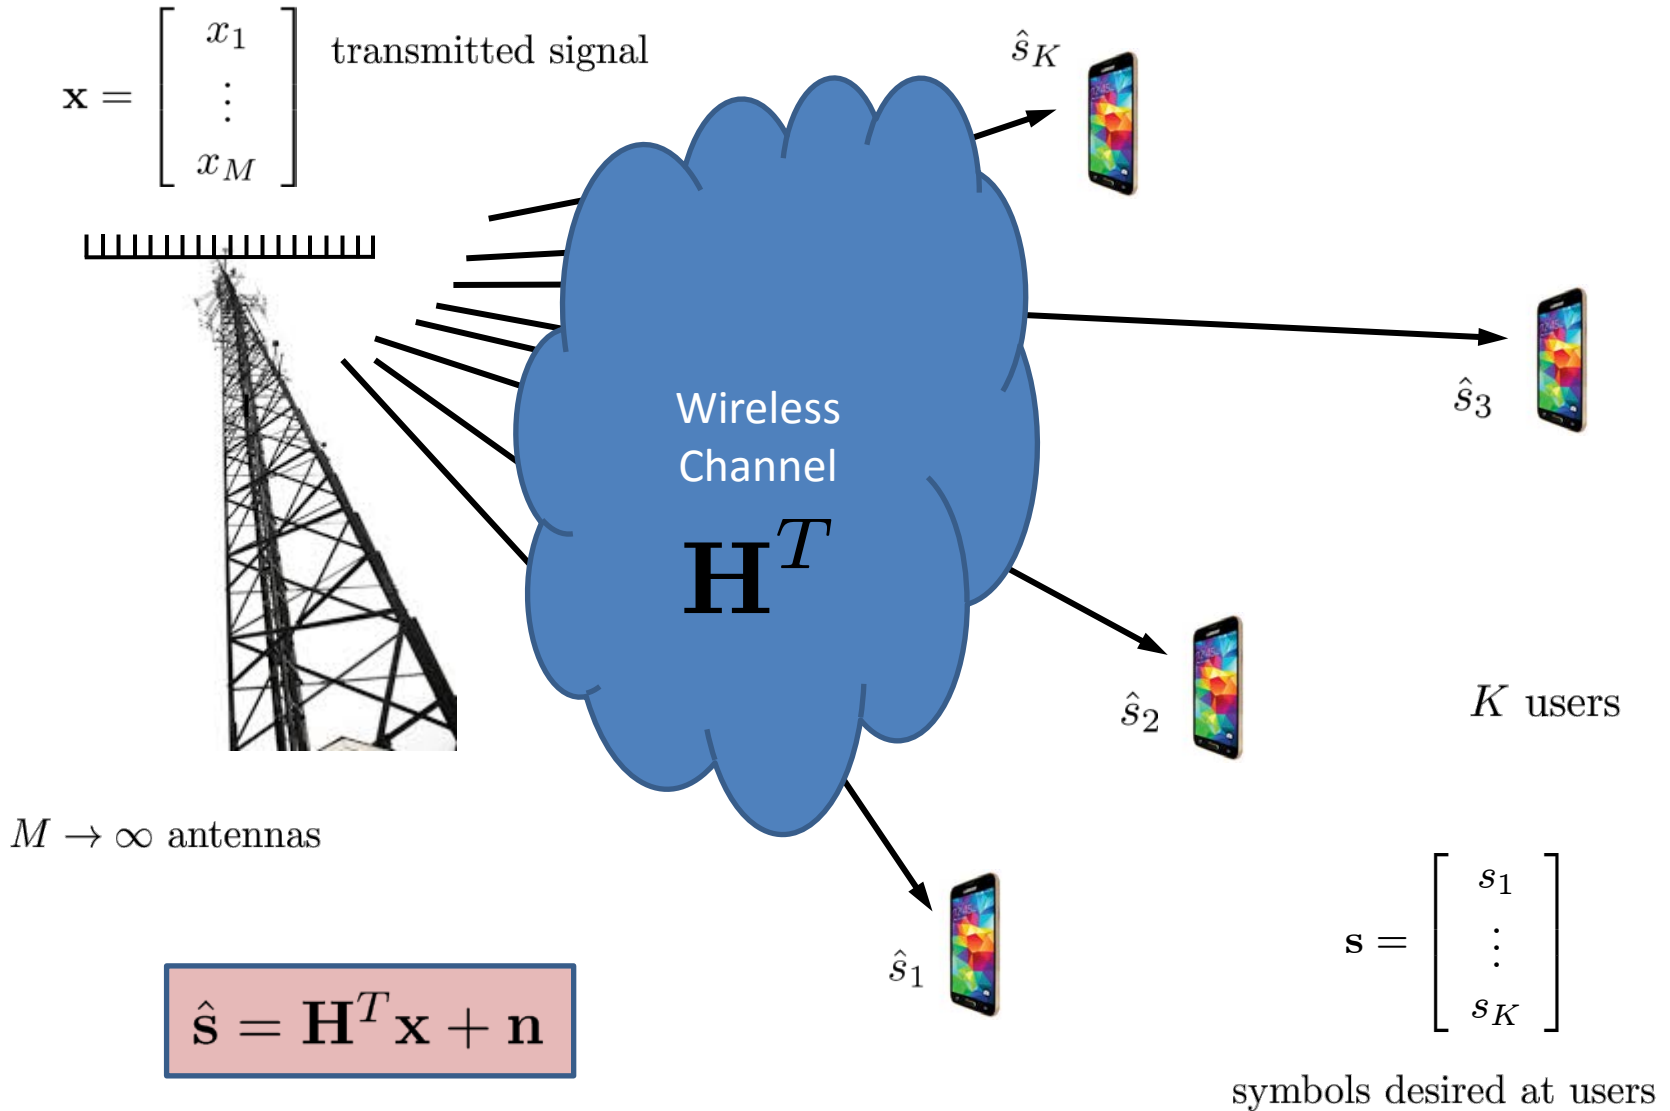 x = [ x_1 ⋮ x_M ] transmitted signal
ŝ_K
ŝ_3
Wireless
Channel
H^T
ŝ_2
K users
M → ∞ antennas
ŝ_1
s = [ s_1 ⋮ s_K ]
ŝ = H^T x + n
symbols desired at users